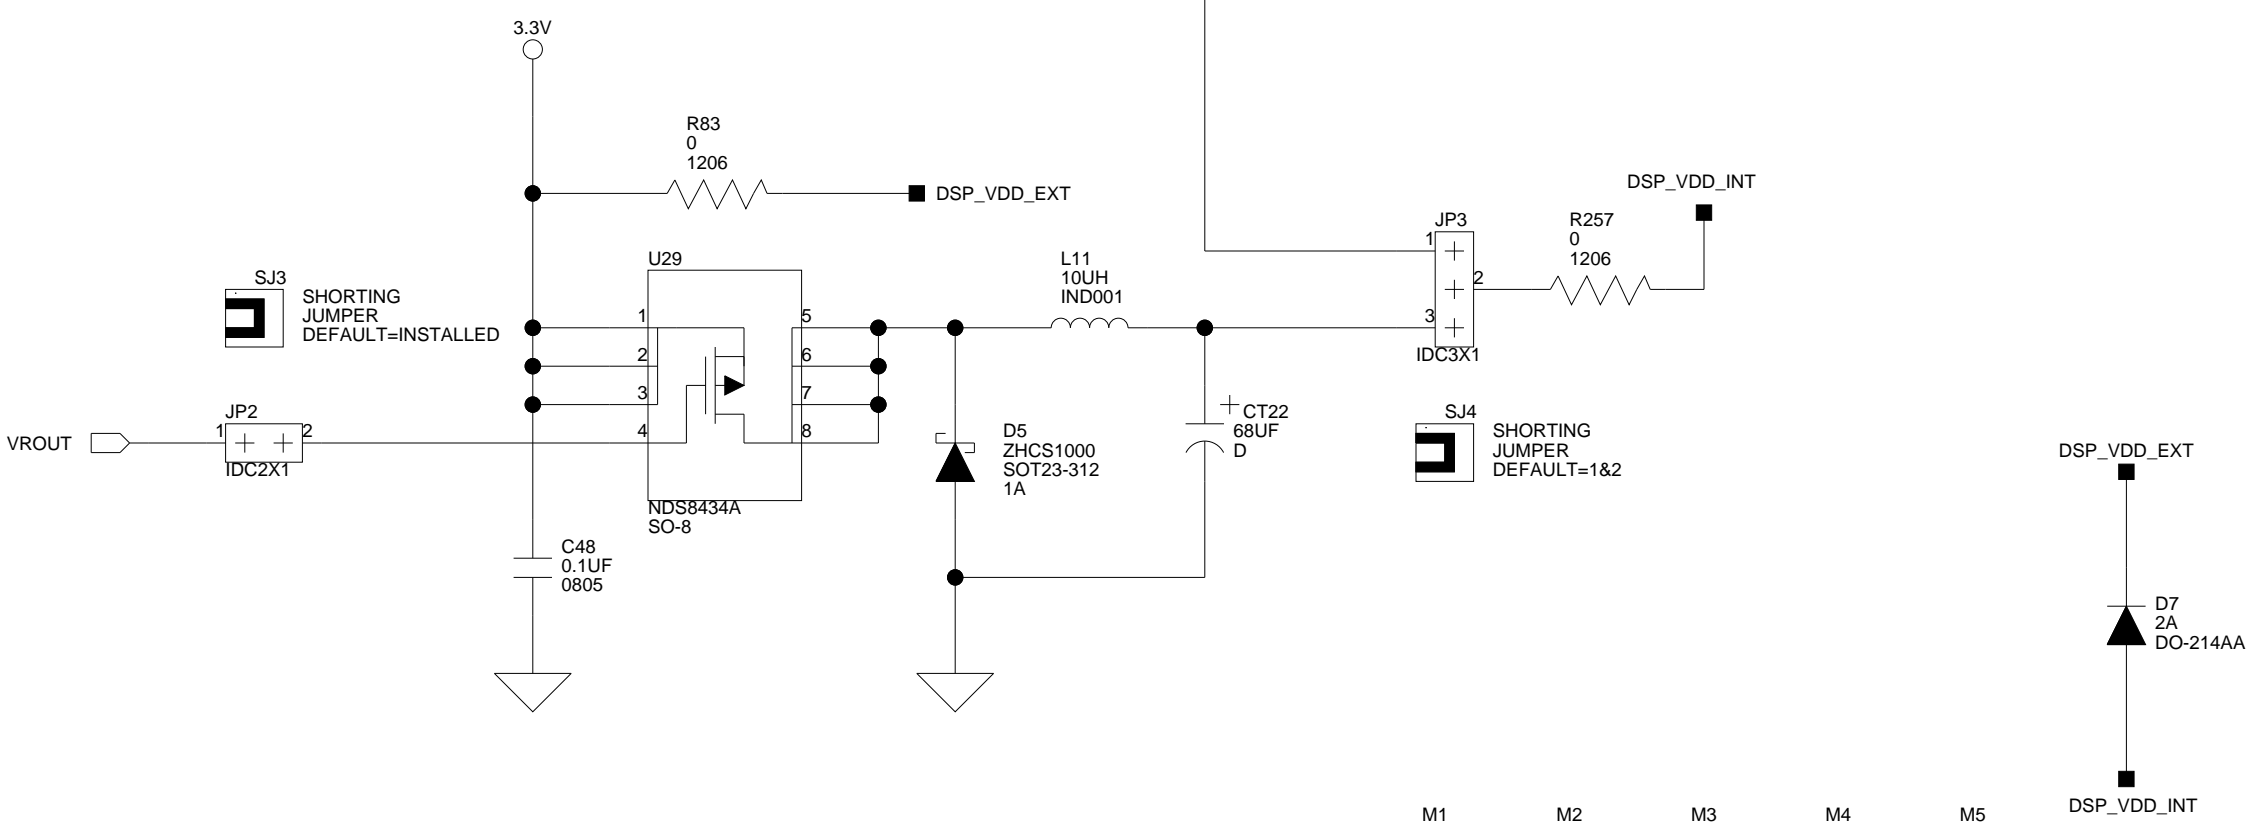 3.3V
R83
0
1206
DSP_VDD_EXT
DSP_VDD_INT
JP3
R257
0
1206
1
2
3
IDC3X1
U29
L11
10UH
IND001
SJ3
SHORTING
JUMPER
DEFAULT=INSTALLED
1
2
3
4
5
6
7
8
NDS8434A
SO-8
VROUT
JP2
1
2
IDC2X1
D5
ZHCS1000
SOT23-312
1A
CT22
68UF
D
SJ4
SHORTING
JUMPER
DEFAULT=1&2
DSP_VDD_EXT
C48
0.1UF
0805
D7
2A
DO-214AA
DSP_VDD_INT
M1 M2 M3 M4 M5